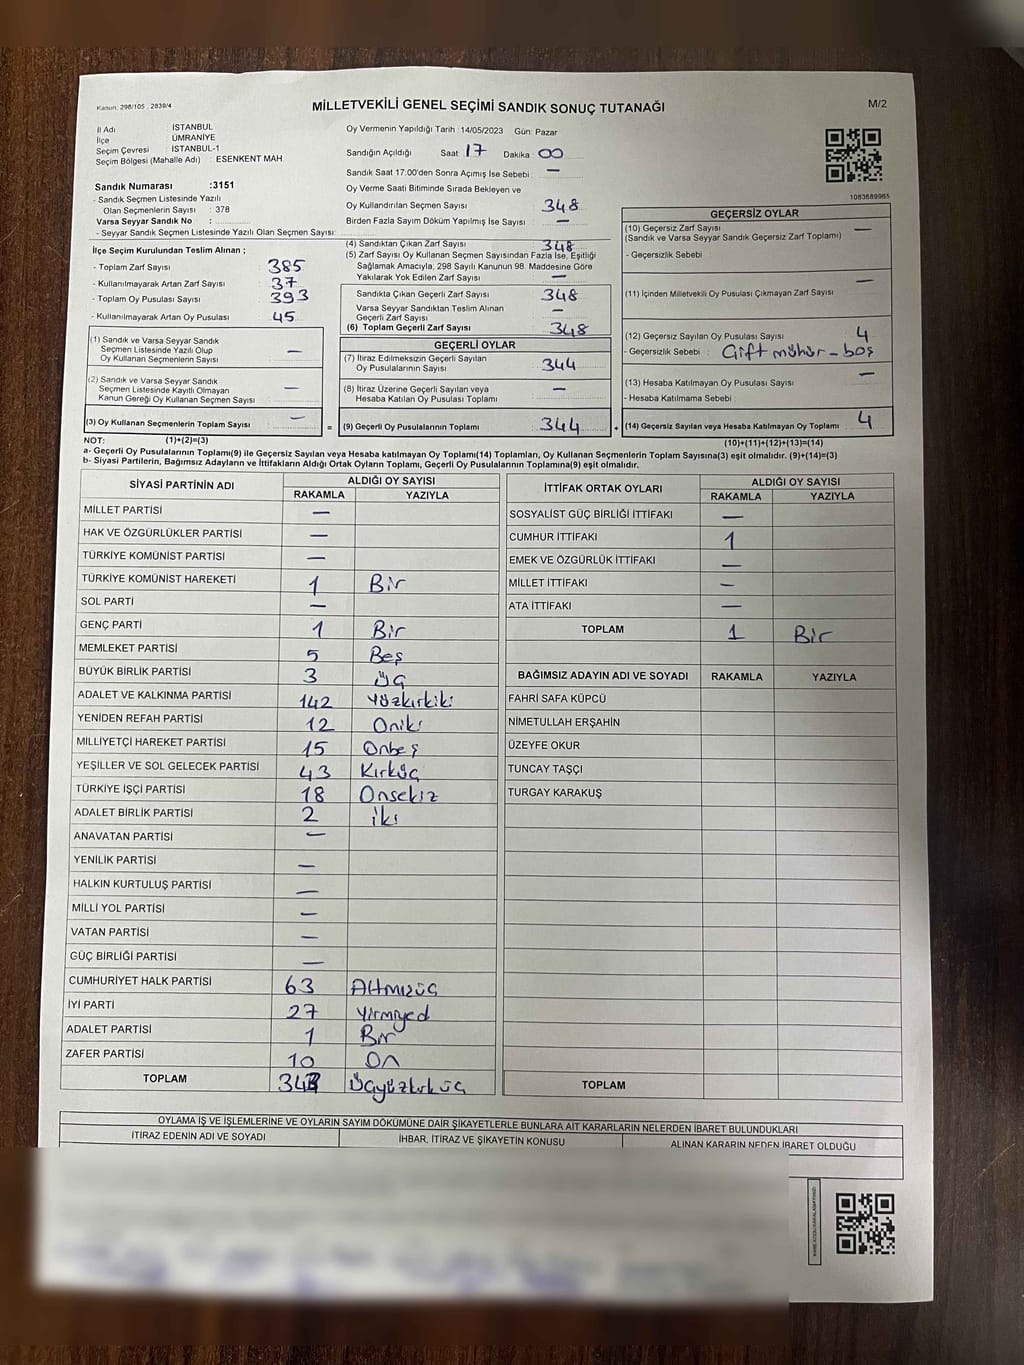 Kanun: 298/105 , 2839/4
MİLLETVEKİLİ GENEL SEÇİMİ SANDIK SONUÇ TUTANAĞI
M/2
İl Adı İSTANBUL
İlçe ÜMRANİYE
Seçim Çevresi İSTANBUL-1
Seçim Bölgesi (Mahalle Adı) : ESENKENT MAH.
Sandık Numarası :3151
- Sandık Seçmen Listesinde Yazılı
Olan Seçmenlerin Sayısı : 378
Varsa Seyyar Sandık No :
- Seyyar Sandık Seçmen Listesinde Yazılı Olan Seçmen Sayısı:
Oy Vermenin Yapıldığı Tarih :14/05/2023 Gün: Pazar
Sandığın Açıldığı Saat: 17 Dakika: 00
Sandık Saat 17:00'den Sonra Açımış İse Sebebi: —
Oy Verme Saati Bitiminde Sırada Bekleyen ve
Oy Kullandırılan Seçmen Sayısı 348
Birden Fazla Sayım Döküm Yapılmış İse Sayısı —
1083689965
İlçe Seçim Kurulundan Teslim Alınan ;
- Toplam Zarf Sayısı 385
- Kullanılmayarak Artan Zarf Sayısı 37
- Toplam Oy Pusulası Sayısı 393
- Kullanılmayarak Artan Oy Pusulası 45
(1) Sandık ve Varsa Seyyar Sandık
Seçmen Listesinde Yazılı Olup
Oy Kullanan Seçmenlerin Sayısı —
(2) Sandık ve Varsa Seyyar Sandık
Seçmen Listesinde Kayıtlı Olmayan
Kanun Gereği Oy Kullanan Seçmen Sayısı —
(3) Oy Kullanan Seçmenlerin Toplam Sayısı —
(1)+(2)=(3)
(4) Sandıktan Çıkan Zarf Sayısı 348
(5) Zarf Sayısı Oy Kullanan Seçmen Sayısından Fazla İse, Eşitliği
Sağlamak Amacıyla, 298 Sayılı Kanunun 98. Maddesine Göre
Yakılarak Yok Edilen Zarf Sayısı —
Sandıkta Çıkan Geçerli Zarf Sayısı 348
Varsa Seyyar Sandıktan Teslim Alınan
Geçerli Zarf Sayısı —
(6) Toplam Geçerli Zarf Sayısı 348
GEÇERLİ OYLAR
(7) İtiraz Edilmeksizin Geçerli Sayılan
Oy Pusulalarının Sayısı 344
(8) İtiraz Üzerine Geçerli Sayılan veya
Hesaba Katılan Oy Pusulası Toplamı —
= (9) Geçerli Oy Pusulalarının Toplamı 344
GEÇERSİZ OYLAR
(10) Geçersiz Zarf Sayısı —
(Sandık ve Varsa Seyyar Sandık Geçersiz Zarf Toplamı)
- Geçersizlik Sebebi
(11) İçinden Milletvekili Oy Pusulası Çıkmayan Zarf Sayısı —
(12) Geçersiz Sayılan Oy Pusulası Sayısı 4
- Geçersizlik Sebebi : Çift mühür - boş
(13) Hesaba Katılmayan Oy Pusulası Sayısı —
- Hesaba Katılmama Sebebi :
+ (14) Geçersiz Sayılan veya Hesaba Katılmayan Oy Toplamı 4
(10)+(11)+(12)+(13)=(14)
NOT:
a- Geçerli Oy Pusulalarının Toplamı(9) ile Geçersiz Sayılan veya Hesaba katılmayan Oy Toplamı(14) Toplamları, Oy Kullanan Seçmenlerin Toplam Sayısına(3) eşit olmalıdır. (9)+(14)=(3)
b- Siyasi Partilerin, Bağımsız Adayların ve İttifakların Aldığı Ortak Oyların Toplamı, Geçerli Oy Pusulalarının Toplamına(9) eşit olmalıdır.
SİYASİ PARTİNİN ADI ALDIĞI OY SAYISI
RAKAMLA YAZIYLA
MİLLET PARTİSİ —
HAK VE ÖZGÜRLÜKLER PARTİSİ —
TÜRKİYE KOMÜNİST PARTİSİ —
TÜRKİYE KOMÜNİST HAREKETİ 1 Bir
SOL PARTİ —
GENÇ PARTİ 1 Bir
MEMLEKET PARTİSİ 5 Beş
BÜYÜK BİRLİK PARTİSİ 3 Üç
ADALET VE KALKINMA PARTİSİ 142 Yüzkırkiki
YENİDEN REFAH PARTİSİ 12 Oniki
MİLLİYETÇİ HAREKET PARTİSİ 15 Onbeş
YEŞİLLER VE SOL GELECEK PARTİSİ 43 Kırküç
TÜRKİYE İŞÇİ PARTİSİ 18 Onsekiz
ADALET BİRLİK PARTİSİ 2 iki
ANAVATAN PARTİSİ —
YENİLİK PARTİSİ —
HALKIN KURTULUŞ PARTİSİ —
MİLLİ YOL PARTİSİ —
VATAN PARTİSİ —
GÜÇ BİRLİĞİ PARTİSİ —
CUMHURİYET HALK PARTİSİ 63 Altmışüç
İYİ PARTİ 27 Yirmiyed
ADALET PARTİSİ 1 Bir
ZAFER PARTİSİ 10 On
TOPLAM 343 Üçyüzkırküç
İTTİFAK ORTAK OYLARI ALDIĞI OY SAYISI
RAKAMLA YAZIYLA
SOSYALİST GÜÇ BİRLİĞİ İTTİFAKI —
CUMHUR İTTİFAKI 1
EMEK VE ÖZGÜRLÜK İTTİFAKI —
MİLLET İTTİFAKI —
ATA İTTİFAKI —
TOPLAM 1 Bir
BAĞIMSIZ ADAYIN ADI VE SOYADI RAKAMLA YAZIYLA
FAHRİ SAFA KÜPCÜ
NİMETULLAH ERŞAHİN
ÜZEYFE OKUR
TUNCAY TAŞÇI
TURGAY KARAKUŞ
TOPLAM
OYLAMA İŞ VE İŞLEMLERİNE VE OYLARIN SAYIM DÖKÜMÜNE DAİR ŞİKAYETLERLE BUNLARA AİT KARARLARIN NELERDEN İBARET BULUNDUKLARI
İTİRAZ EDENİN ADI VE SOYADI İHBAR, İTİRAZ VE ŞİKAYETİN KONUSU ALINAN KARARIN NEDEN İBARET OLDUĞU